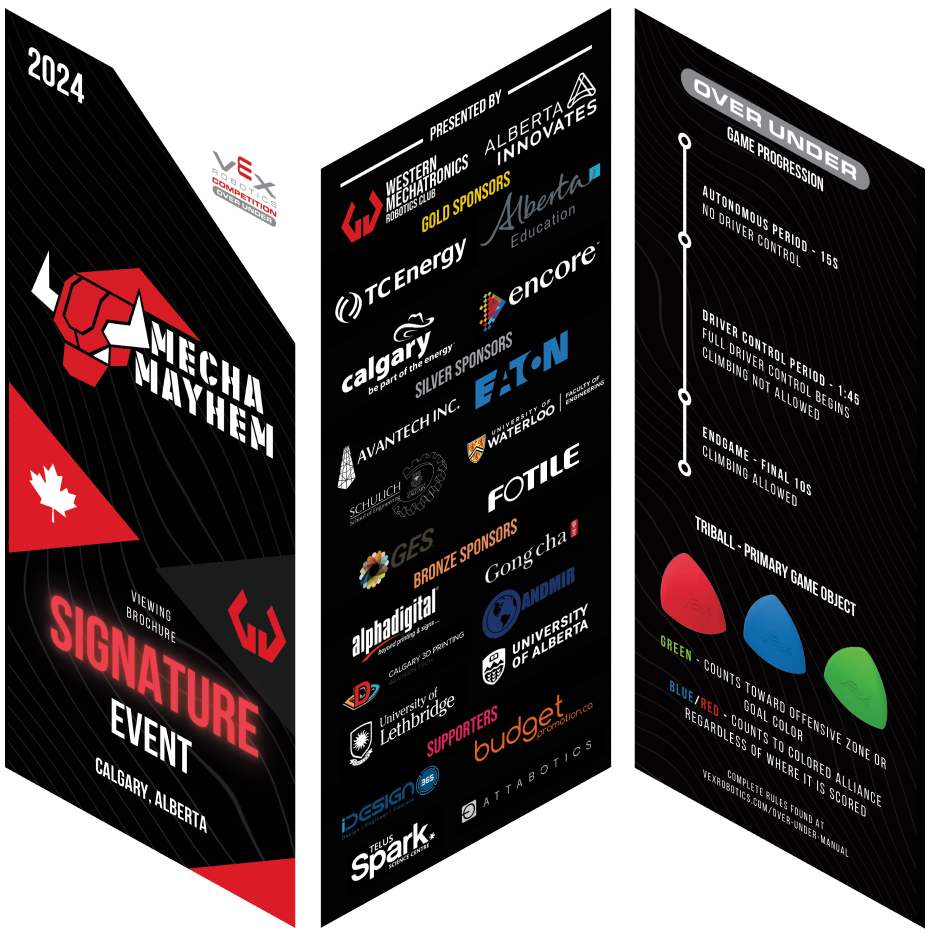 2024
VEX
ROBOTICS
COMPETITION
OVER UNDER
MECHA
MAYHEM
VIEWING
BROCHURE
SIGNATURE
EVENT
CALGARY, ALBERTA
PRESENTED BY
WESTERN
MECHATRONICS
ROBOTICS CLUB
ALBERTA
INNOVATES
GOLD SPONSORS
TC Energy
Alberta
Education
calgary
be part of the energy
encore
SILVER SPONSORS
EATON
AVANTECH INC.
UNIVERSITY OF
WATERLOO
FACULTY OF
ENGINEERING
SCHULICH
School of Engineering
FOTILE
GES
BRONZE SPONSORS
Gong cha
alphadigital
beyond printing & signs...
ANDMIR
CALGARY 3D PRINTING
UNIVERSITY
OF ALBERTA
University of
Lethbridge
SUPPORTERS
budget
promotion.ca
iDESIGN 365
Design | Engineer | Educate
ATTABOTICS
TELUS
Spark
SCIENCE CENTRE
OVER UNDER
GAME PROGRESSION
AUTONOMOUS PERIOD - 15S
NO DRIVER CONTROL
DRIVER CONTROL PERIOD - 1:45
FULL DRIVER CONTROL BEGINS
CLIMBING NOT ALLOWED
ENDGAME - FINAL 10S
CLIMBING ALLOWED
TRIBALL - PRIMARY GAME OBJECT
GREEN - COUNTS TOWARD OFFENSIVE ZONE OR
GOAL COLOR
BLUE/RED - COUNTS TO COLORED ALLIANCE
REGARDLESS OF WHERE IT IS SCORED
COMPLETE RULES FOUND AT
VEXROBOTICS.COM/OVER-UNDER-MANUAL